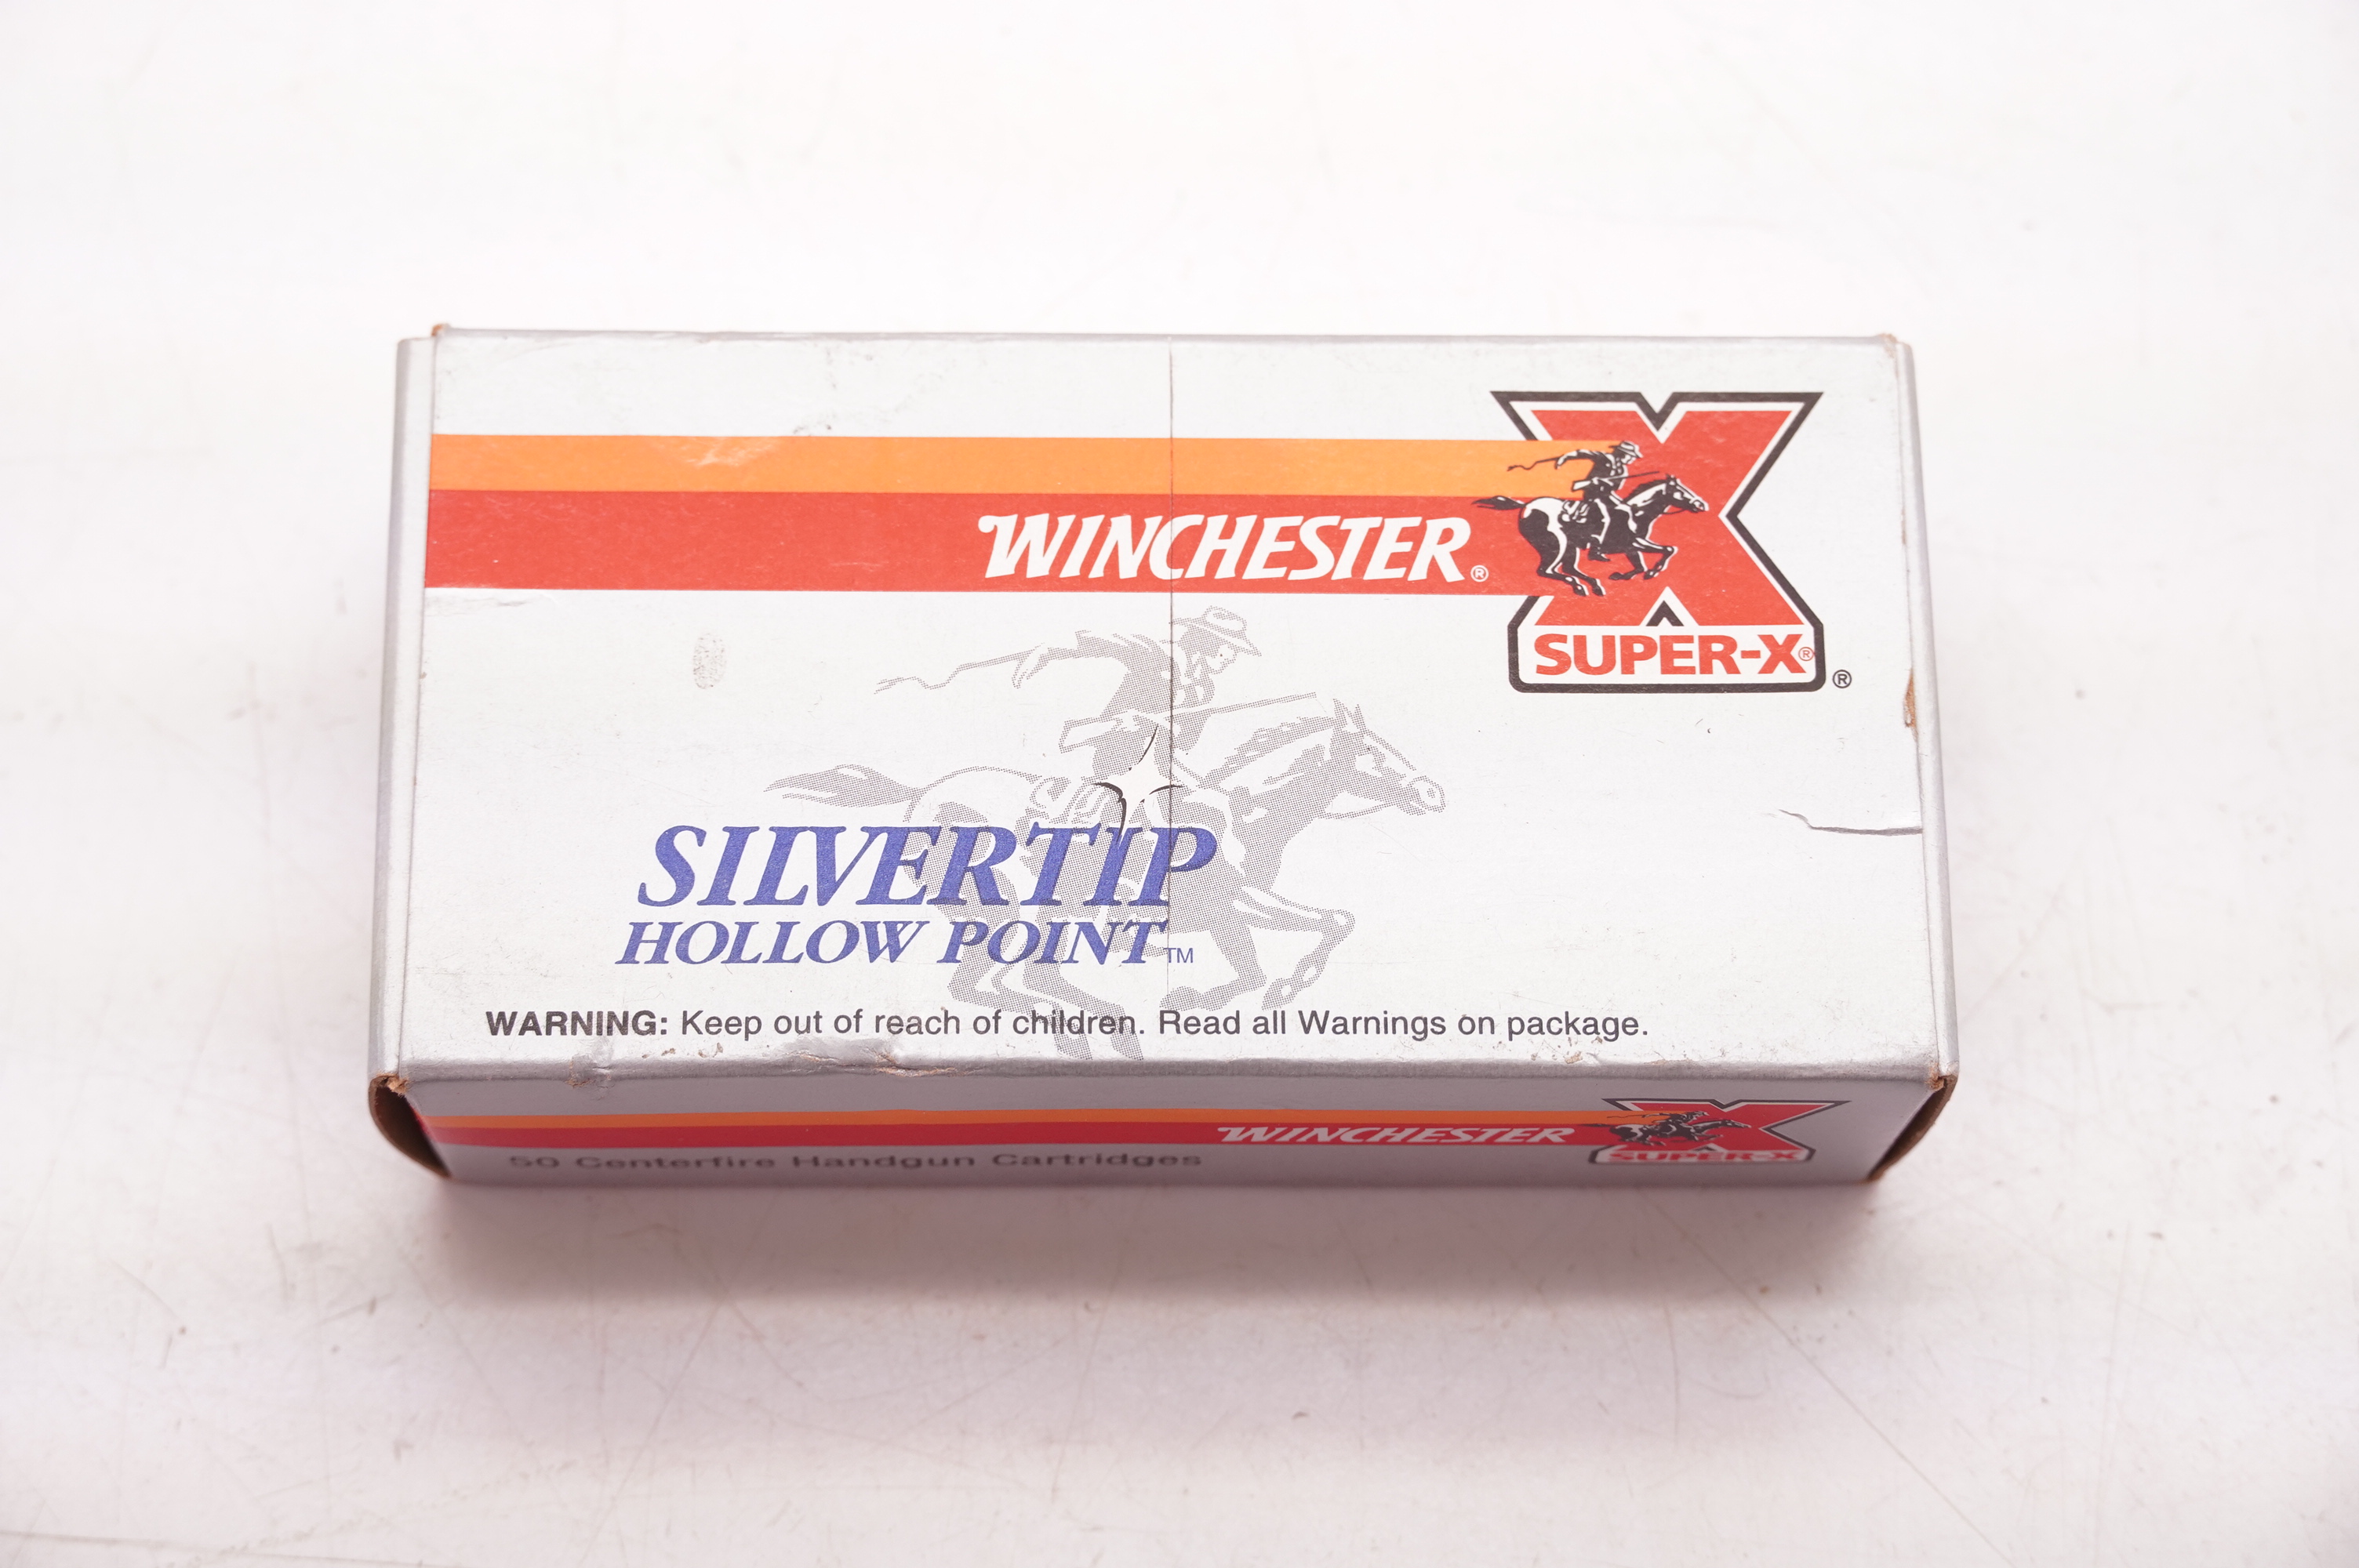 WINCHESTER®
SUPER-X®
®
SILVERTIP
HOLLOW POINT™
WARNING: Keep out of reach of children. Read all Warnings on package.
WINCHESTER
SUPER-X
50 Centerfire Handgun Cartridges